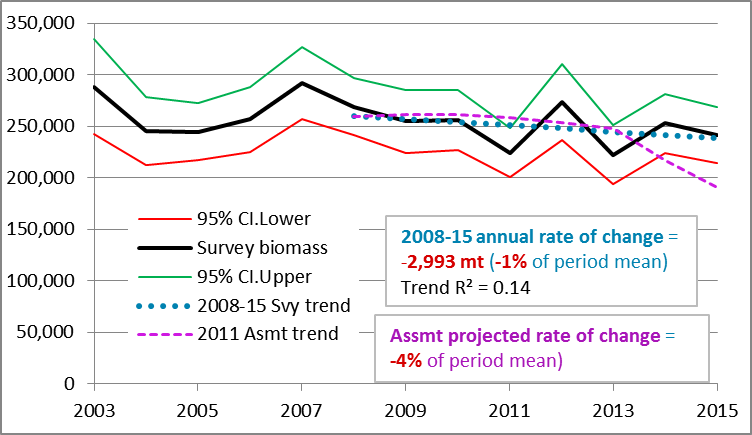 350,000
300,000
250,000
200,000
150,000
100,000
50,000
0
95% CI.Lower
Survey biomass
95% CI.Upper
2008-15 Svy trend
2011 Asmt trend
2008-15 annual rate of change =
-2,993 mt (-1% of period mean)
Trend R² = 0.14
Assmt projected rate of change =
-4% of period mean)
2003 2005 2007 2009 2011 2013 2015